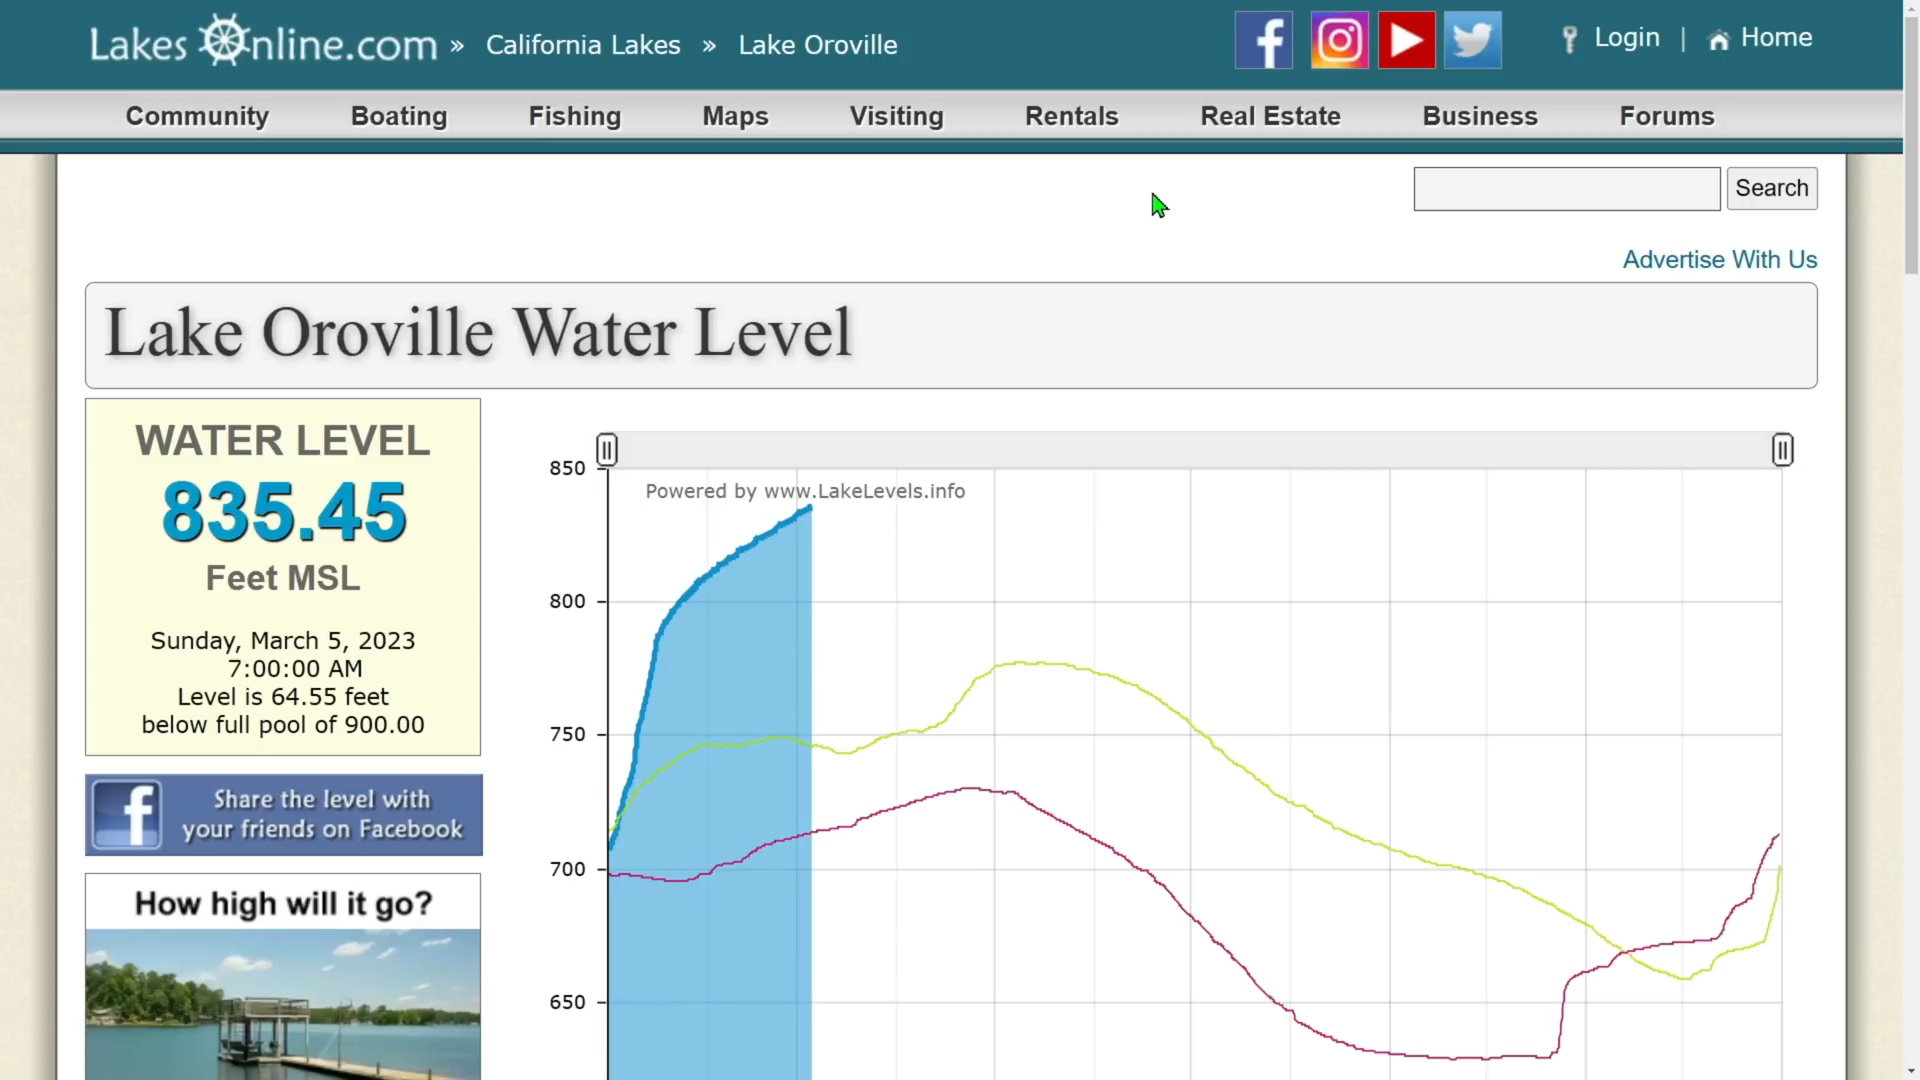 Lakes Online.com » California Lakes » Lake Oroville
Login | Home
Community Boating Fishing Maps Visiting Rentals Real Estate Business Forums
Search
Advertise With Us
Lake Oroville Water Level
WATER LEVEL
835.45
Feet MSL
Sunday, March 5, 2023
7:00:00 AM
Level is 64.55 feet
below full pool of 900.00
Share the level with
your friends on Facebook
How high will it go?
Powered by www.LakeLevels.info
850
800
750
700
650